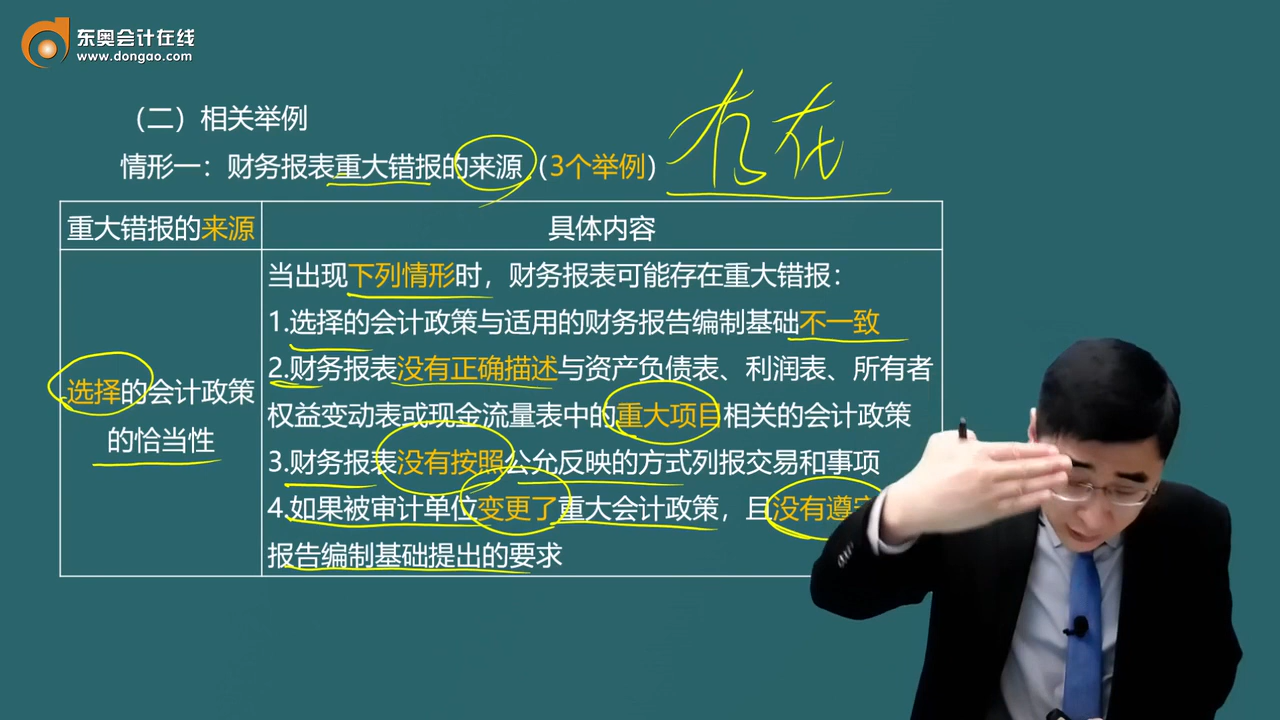 东奥会计在线
www.dongao.com
（二）相关举例
存在
情形一：财务报表重大错报的来源（3个举例）
重大错报的来源
具体内容
选择的会计政策
的恰当性
当出现下列情形时，财务报表可能存在重大错报：
1.选择的会计政策与适用的财务报告编制基础不一致
2.财务报表没有正确描述与资产负债表、利润表、所有者
权益变动表或现金流量表中的重大项目相关的会计政策
3.财务报表没有按照公允反映的方式列报交易和事项
4.如果被审计单位变更了重大会计政策，且没有遵守
报告编制基础提出的要求